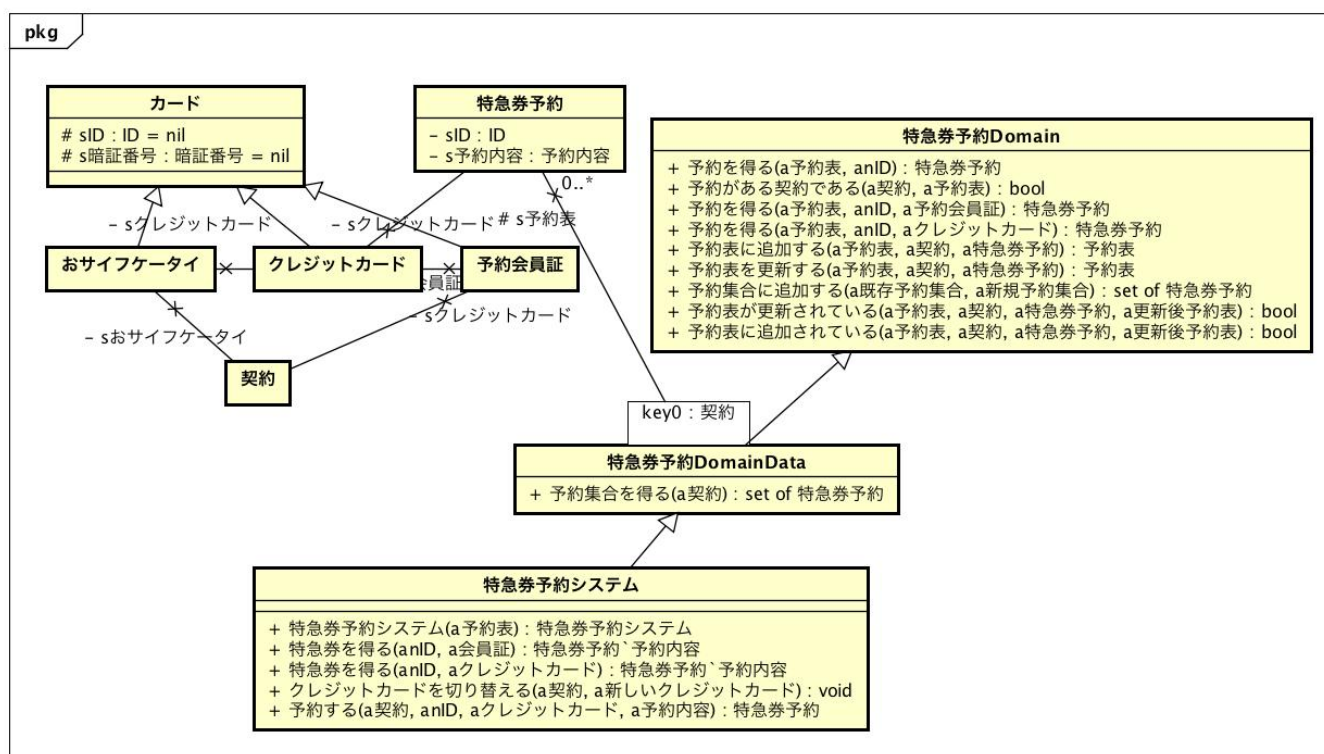 pkg
カード
# sID : ID = nil
# s暗証番号 : 暗証番号 = nil
特急券予約
- sID : ID
- s予約内容 : 予約内容
特急券予約Domain
+ 予約を得る(a予約表, anID) : 特急券予約
+ 予約がある契約である(a契約, a予約表) : bool
+ 予約を得る(a予約表, anID, a予約会員証) : 特急券予約
+ 予約を得る(a予約表, anID, aクレジットカード) : 特急券予約
+ 予約表に追加する(a予約表, a契約, a特急券予約) : 予約表
+ 予約表を更新する(a予約表, a契約, a特急券予約) : 予約表
+ 予約集合に追加する(a既存予約集合, a新規予約集合) : set of 特急券予約
+ 予約表が更新されている(a予約表, a契約, a特急券予約, a更新後予約表) : bool
+ 予約表に追加されている(a予約表, a契約, a特急券予約, a更新後予約表) : bool
0..*
# s予約表
- sクレジットカード
- sクレジットカード
おサイフケータイ
クレジットカード
予約会員証
会員証
- sクレジットカード
- sおサイフケータイ
契約
key0 : 契約
特急券予約DomainData
+ 予約集合を得る(a契約) : set of 特急券予約
特急券予約システム
+ 特急券予約システム(a予約表) : 特急券予約システム
+ 特急券を得る(anID, a会員証) : 特急券予約`予約内容
+ 特急券を得る(anID, aクレジットカード) : 特急券予約`予約内容
+ クレジットカードを切り替える(a契約, a新しいクレジットカード) : void
+ 予約する(a契約, anID, aクレジットカード, a予約内容) : 特急券予約